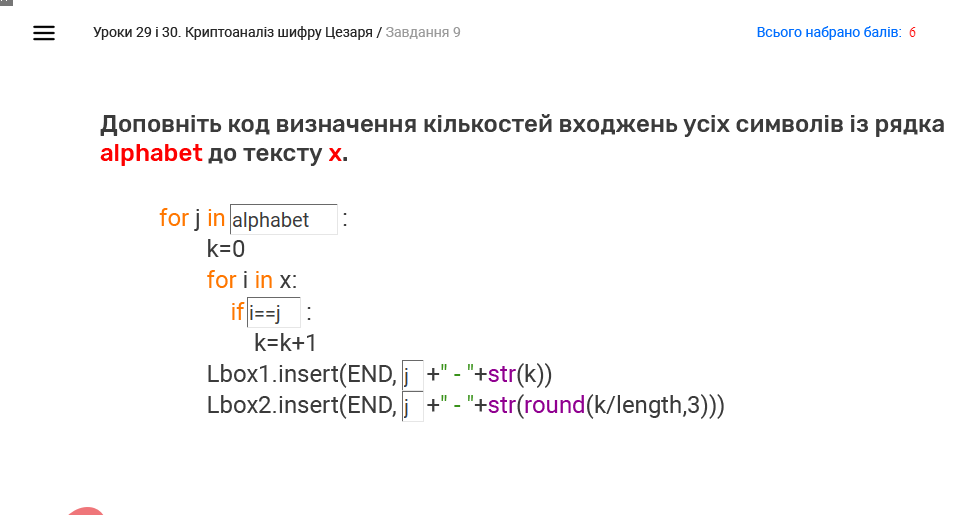 Уроки 29 і 30. Криптоаналіз шифру Цезаря / Завдання 9
Всього набрано балів: 6
Доповніть код визначення кількостей входжень усіх символів із рядка
alphabet до тексту x.
for j in alphabet :
k=0
for i in x:
if i==j :
k=k+1
Lbox1.insert(END, j +" - "+str(k))
Lbox2.insert(END, j +" - "+str(round(k/length,3)))